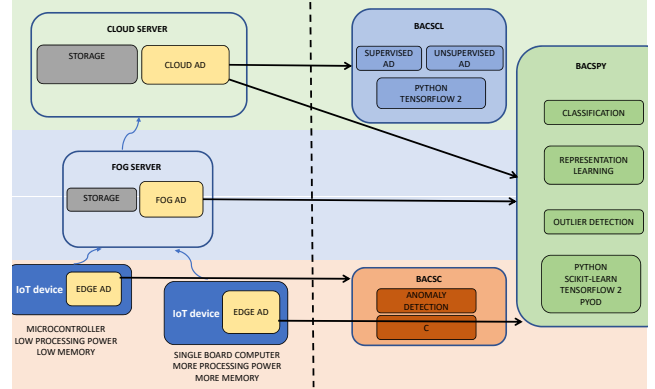 CLOUD SERVER
STORAGE
CLOUD AD
BACSCL
SUPERVISED
AD
UNSUPERVISED
AD
PYTHON
TENSORFLOW 2
BACSPY
CLASSIFICATION
REPRESENTATION
LEARNING
OUTLIER DETECTION
PYTHON
SCIKIT-LEARN
TENSORFLOW 2
PYOD
FOG SERVER
STORAGE
FOG AD
IoT device
EDGE AD
MICROCONTROLLER
LOW PROCESSING POWER
LOW MEMORY
IoT device
EDGE AD
SINGLE BOARD COMPUTER
MORE PROCESSING POWER
MORE MEMORY
BACSC
ANOMALY
DETECTION
C